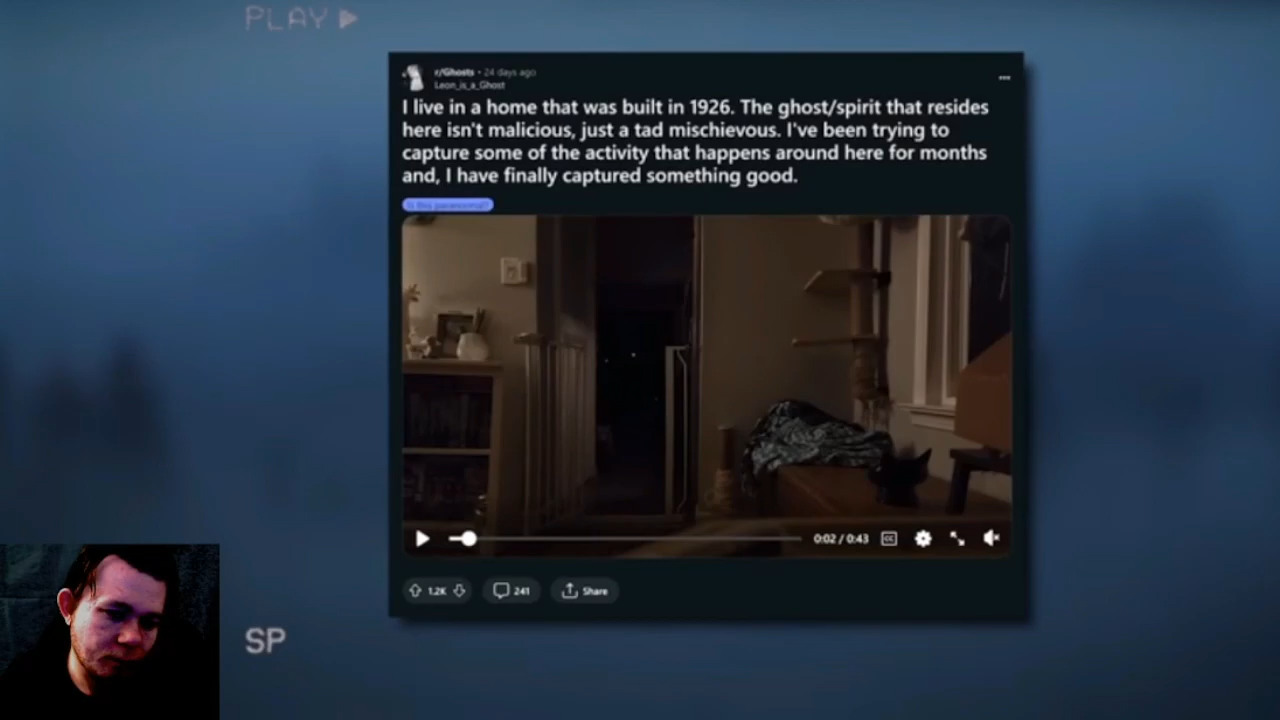 PLAY
r/Ghosts • 24 days ago
Leon_is_a_Ghost
I live in a home that was built in 1926. The ghost/spirit that resides
here isn't malicious, just a tad mischievous. I've been trying to
capture some of the activity that happens around here for months
and, I have finally captured something good.
Is this paranormal?
0:02 / 0:43 CC
1.2K 241 Share
SP